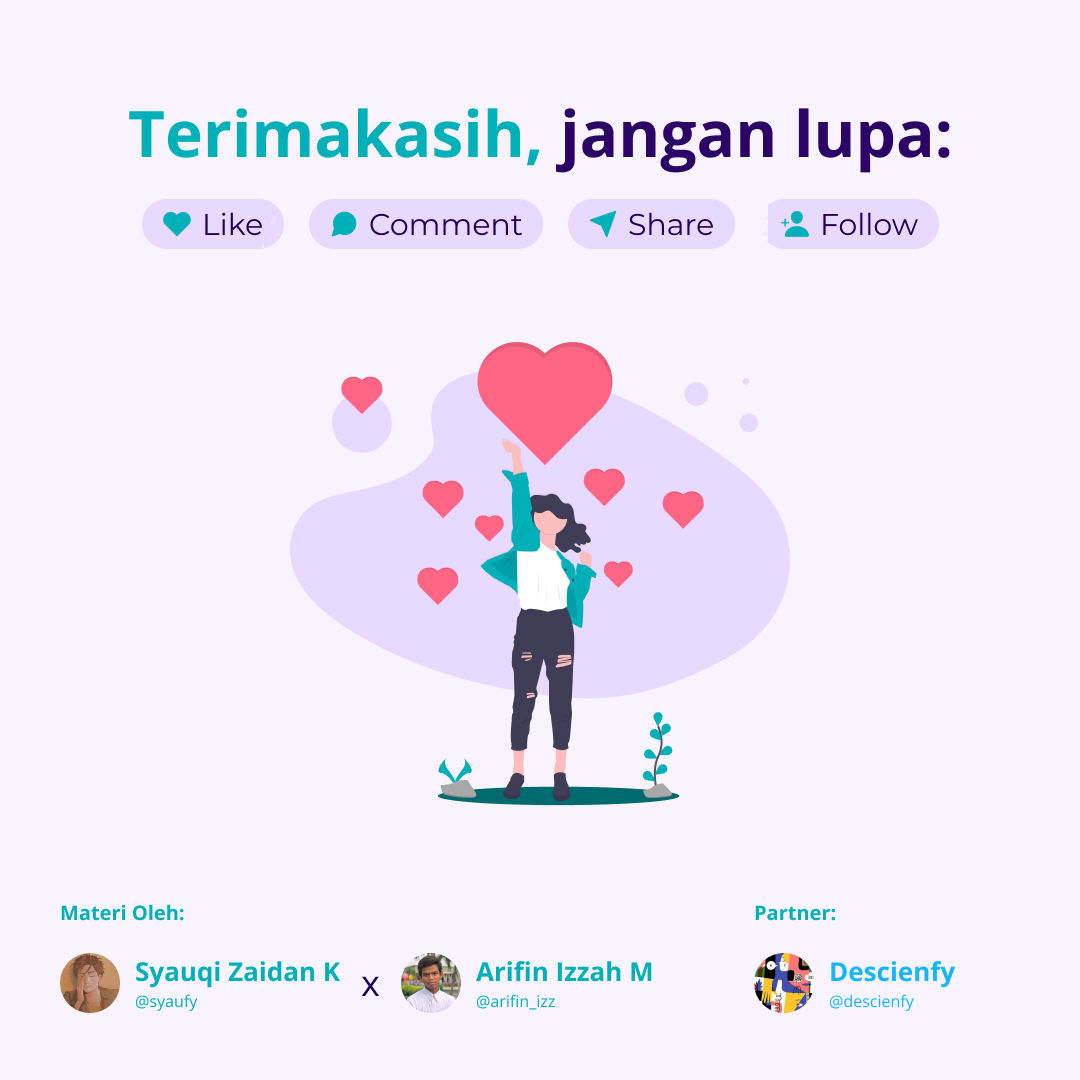 Terimakasih, jangan lupa:
Like Comment Share Follow
Materi Oleh:
Syauqi Zaidan K
@syaufy
x
Arifin Izzah M
@arifin_izz
Partner:
Descienfy
@descienfy